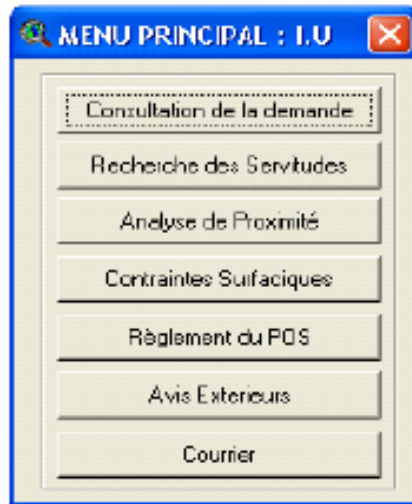 MENU PRINCIPAL : I.U
Consultation de la demande
Recherche des Servitudes
Analyse de Proximité
Contraintes Surfaciques
Règlement du POS
Avis Exterieurs
Courrier